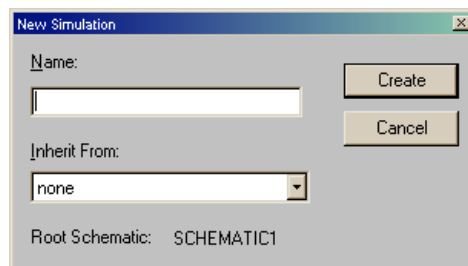 New Simulation
Name:
Create
Cancel
Inherit From:
none
Root Schematic: SCHEMATIC1